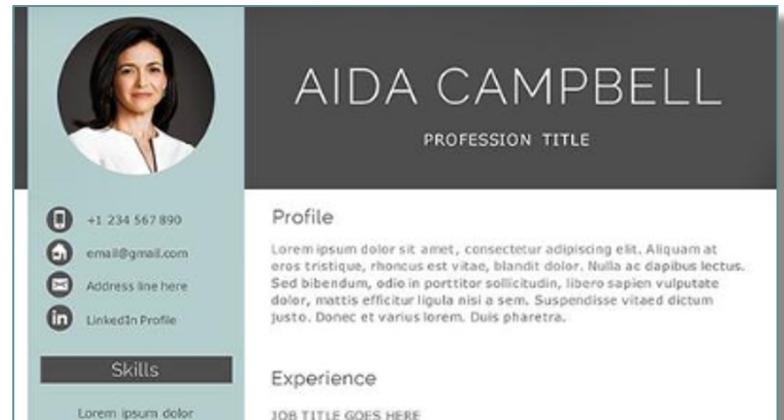 AIDA CAMPBELL
PROFESSION TITLE
+1 234 567 890
email@gmail.com
Address line here
in LinkedIn Profile
Skills
Lorem ipsum dolor
Profile
Lorem ipsum dolor sit amet, consectetur adipiscing elit. Aliquam at
eros tristique, rhoncus est vitae, blandit dolor. Nulla ac dapibus lectus.
Sed bibendum, odio in porttitor sollicitudin, libero sapien vulputate
dolor, mattis efficitur ligula nisi a sem. Suspendisse vitaed dictum
justo. Donec et varius lorem. Duis pharetra.
Experience
JOB TITLE GOES HERE